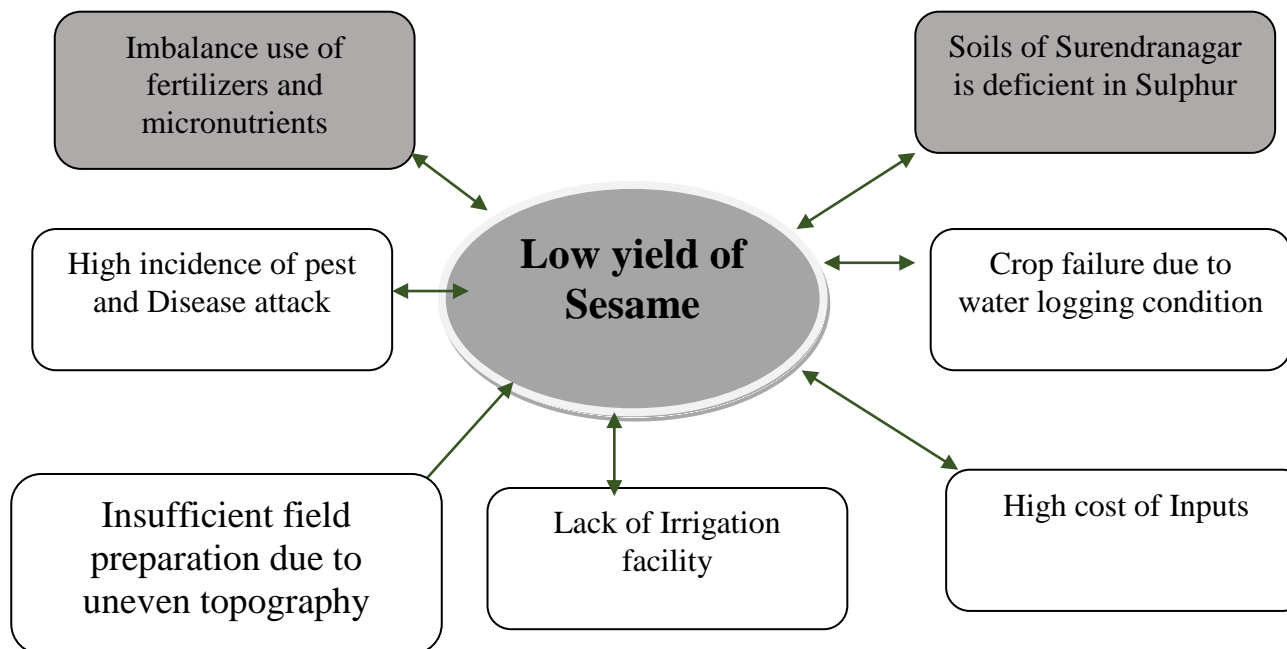 Imbalance use of
fertilizers and
micronutrients
Soils of Surendranagar
is deficient in Sulphur
Low yield of
Sesame
High incidence of pest
and Disease attack
Crop failure due to
water logging condition
Insufficient field
preparation due to
uneven topography
Lack of Irrigation
facility
High cost of Inputs